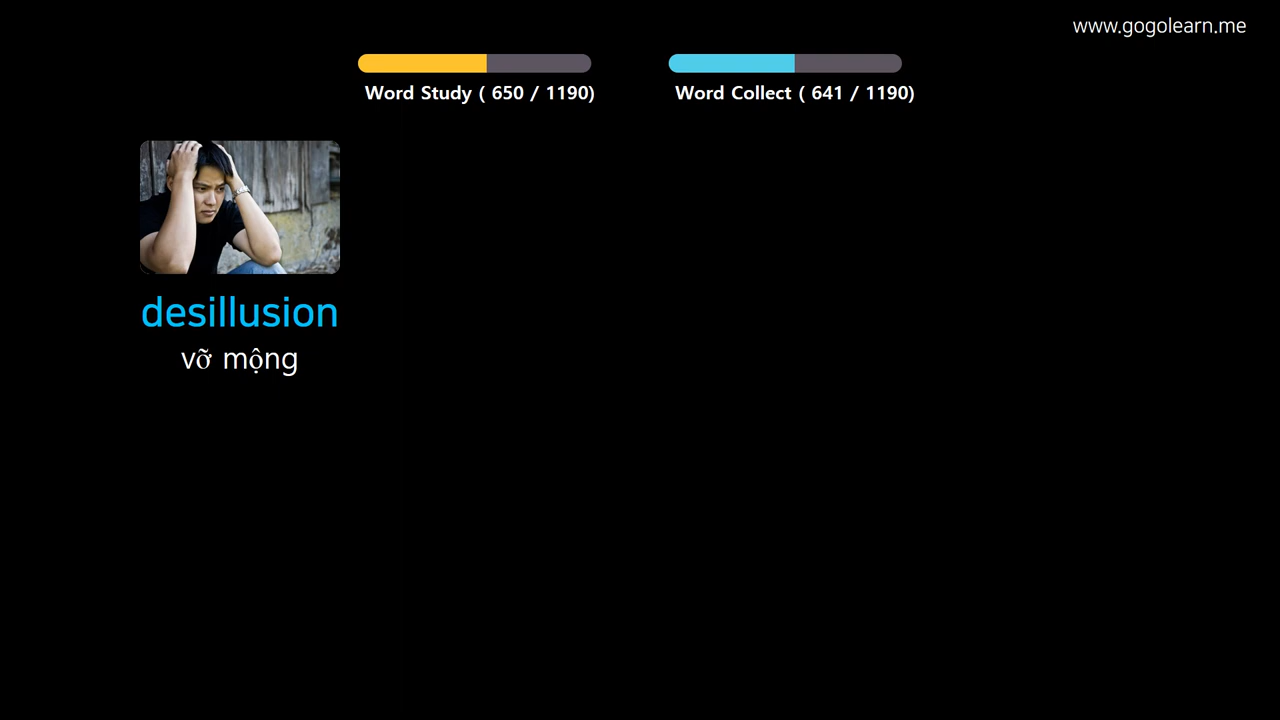 www.gogolearn.me
Word Study ( 650 / 1190)
Word Collect ( 641 / 1190)
desillusion
vỡ mộng